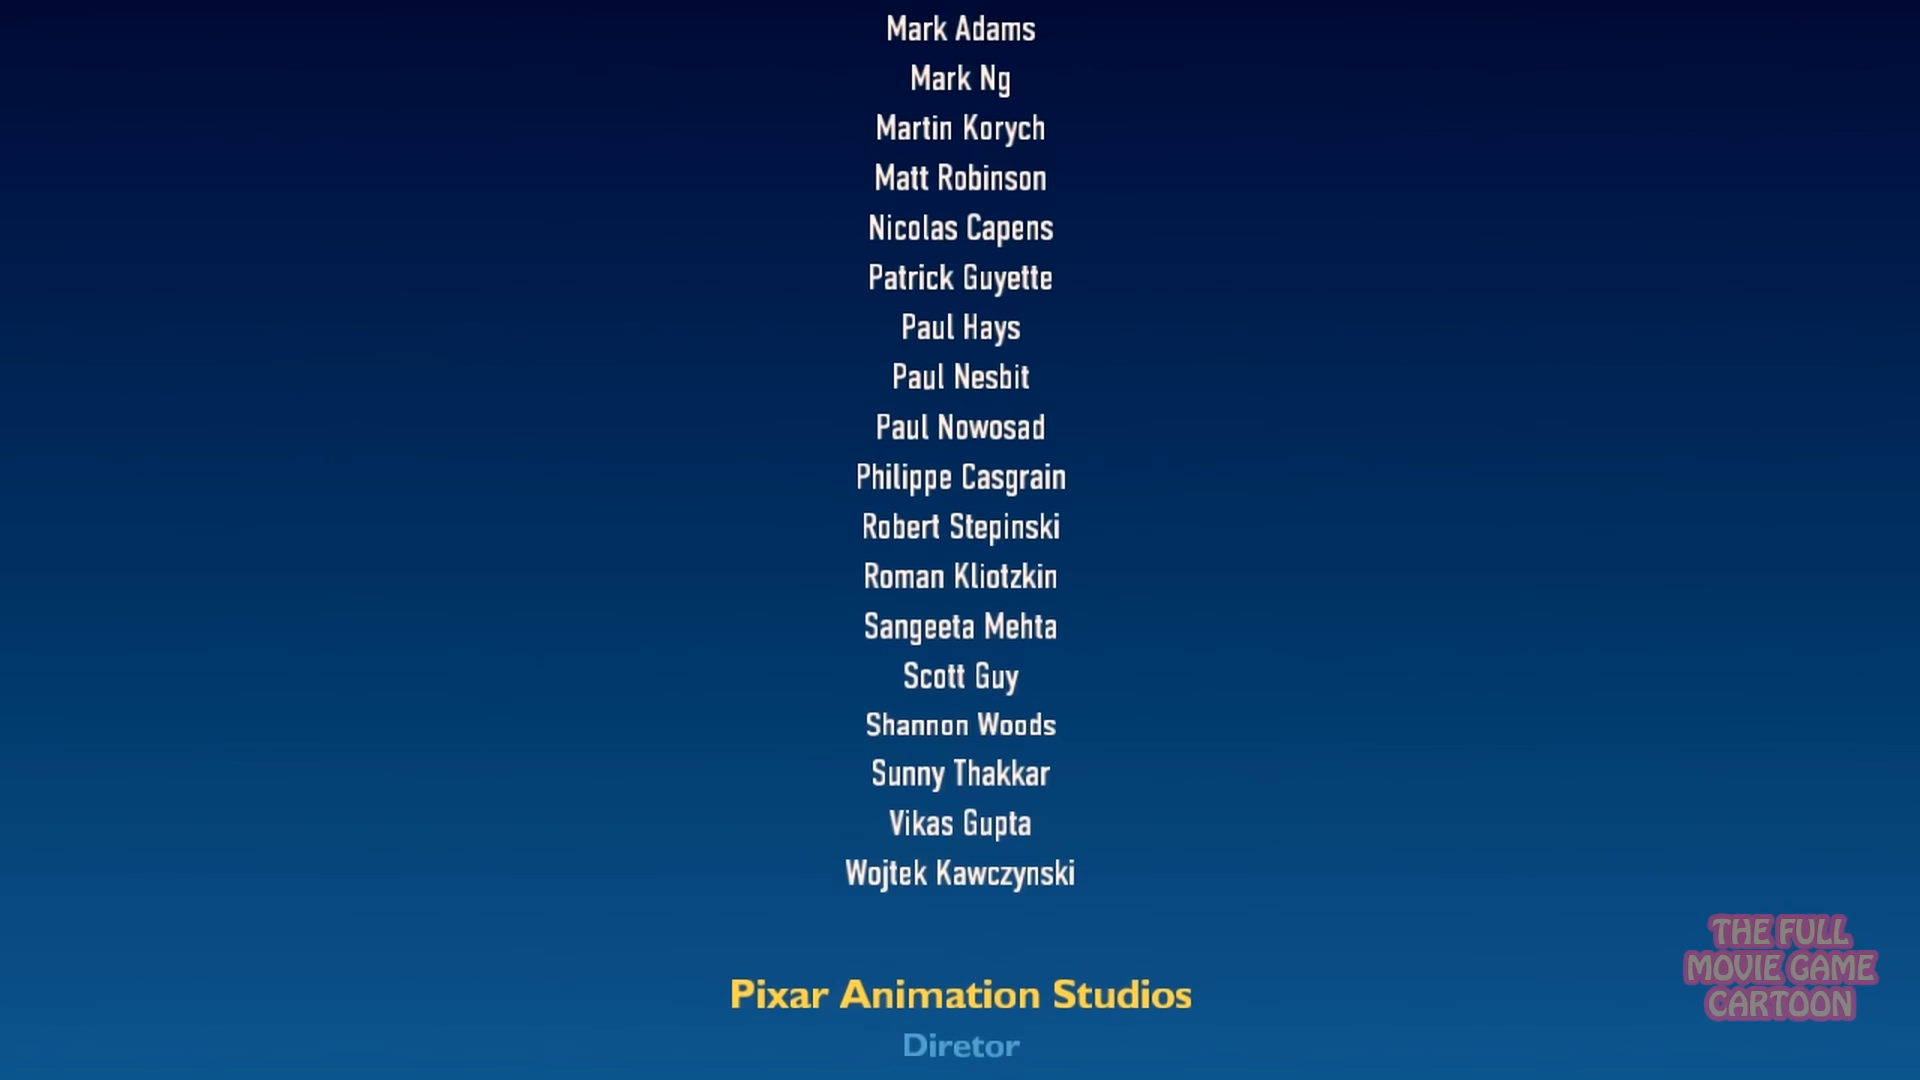 Mark Adams
Mark Ng
Martin Korych
Matt Robinson
Nicolas Capens
Patrick Guyette
Paul Hays
Paul Nesbit
Paul Nowosad
Philippe Casgrain
Robert Stepinski
Roman Kliotzkin
Sangeeta Mehta
Scott Guy
Shannon Woods
Sunny Thakkar
Vikas Gupta
Wojtek Kawczynski
Pixar Animation Studios
Diretor
THE FULL
MOVIE GAME
CARTOON